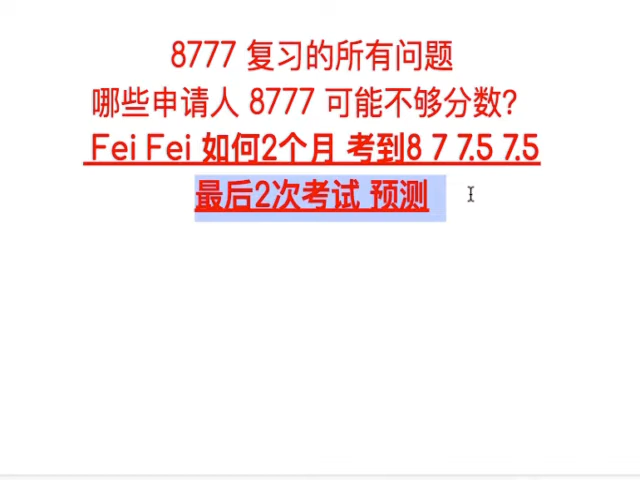 8777 复习的所有问题
哪些申请人 8777 可能不够分数?
Fei Fei 如何2个月 考到8 7 7.5 7.5
最后2次考试 预测